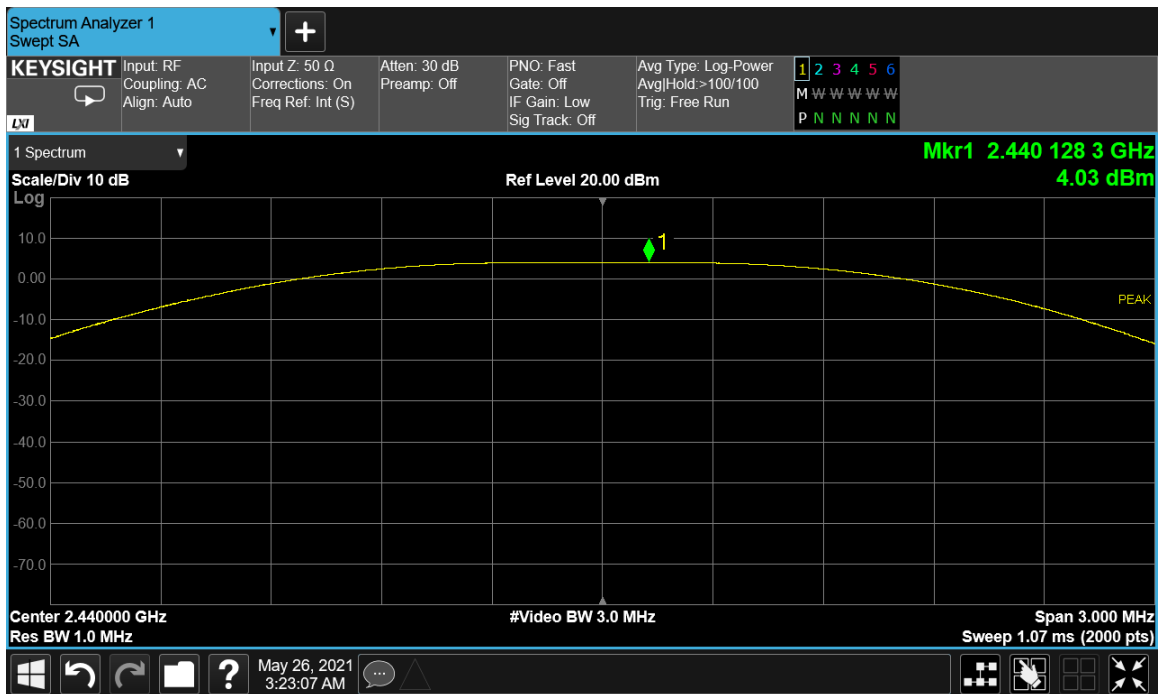 Spectrum Analyzer 1
Swept SA
KEYSIGHT
LXI
Input: RF
Coupling: AC
Align: Auto
Input Z: 50 Ω
Corrections: On
Freq Ref: Int (S)
Atten: 30 dB
Preamp: Off
PNO: Fast
Gate: Off
IF Gain: Low
Sig Track: Off
Avg Type: Log-Power
Avg|Hold:>100/100
Trig: Free Run
1 2 3 4 5 6
M W W W W W
P N N N N N
1 Spectrum
Mkr1 2.440 128 3 GHz
4.03 dBm
Scale/Div 10 dB
Ref Level 20.00 dBm
Log
10.0
0.00
-10.0
-20.0
-30.0
-40.0
-50.0
-60.0
-70.0
1
PEAK
Center 2.440000 GHz
#Video BW 3.0 MHz
Span 3.000 MHz
Res BW 1.0 MHz
Sweep 1.07 ms (2000 pts)
?
May 26, 2021
3:23:07 AM